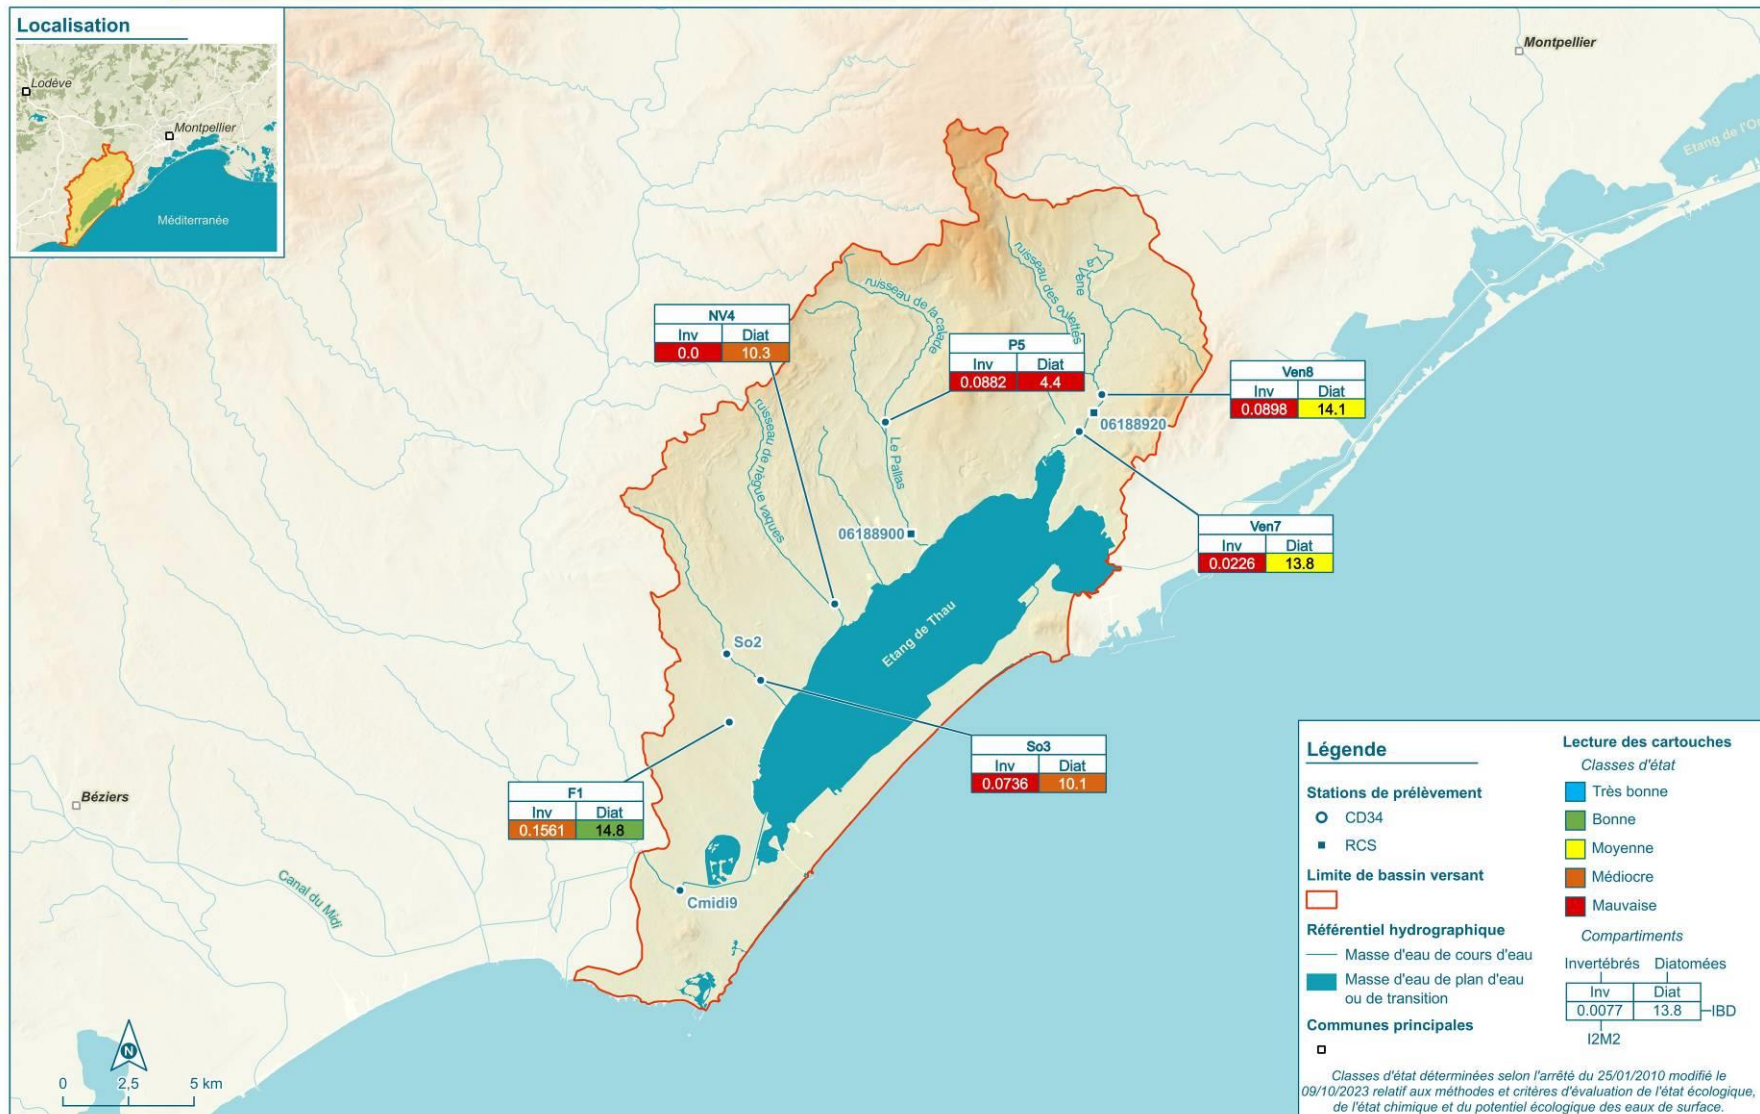 Localisation
Lodève
Montpellier
Méditerranée
Montpellier
Etang de l'Or
ruisseau de la calade
ruisseau des oulettes
La Vène
NV4
Inv Diat
0.0 10.3
P5
Inv Diat
0.0882 4.4
Ven8
Inv Diat
0.0898 14.1
06188920
ruisseau de nègue vaques
Le Pallas
06188900
Ven7
Inv Diat
0.0226 13.8
Etang de Thau
So2
So3
Inv Diat
0.0736 10.1
F1
Inv Diat
0.1561 14.8
Béziers
Canal du Midi
Cmidi9
N
0 2,5 5 km
Légende
Stations de prélèvement
CD34
RCS
Limite de bassin versant
Référentiel hydrographique
Masse d'eau de cours d'eau
Masse d'eau de plan d'eau
ou de transition
Communes principales
Lecture des cartouches
Classes d'état
Très bonne
Bonne
Moyenne
Médiocre
Mauvaise
Compartiments
Invertébrés Diatomées
Inv Diat
0.0077 13.8 IBD
I2M2
Classes d'état déterminées selon l'arrêté du 25/01/2010 modifié le
09/10/2023 relatif aux méthodes et critères d'évaluation de l'état écologique,
de l'état chimique et du potentiel écologique des eaux de surface.